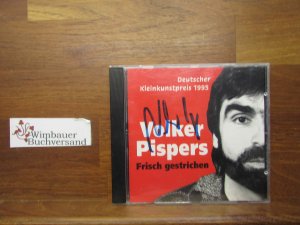 Wimbauer
Buchversand
Deutscher
Kleinkunstpreis 1995
Volker
Pispers
Frisch gestrichen